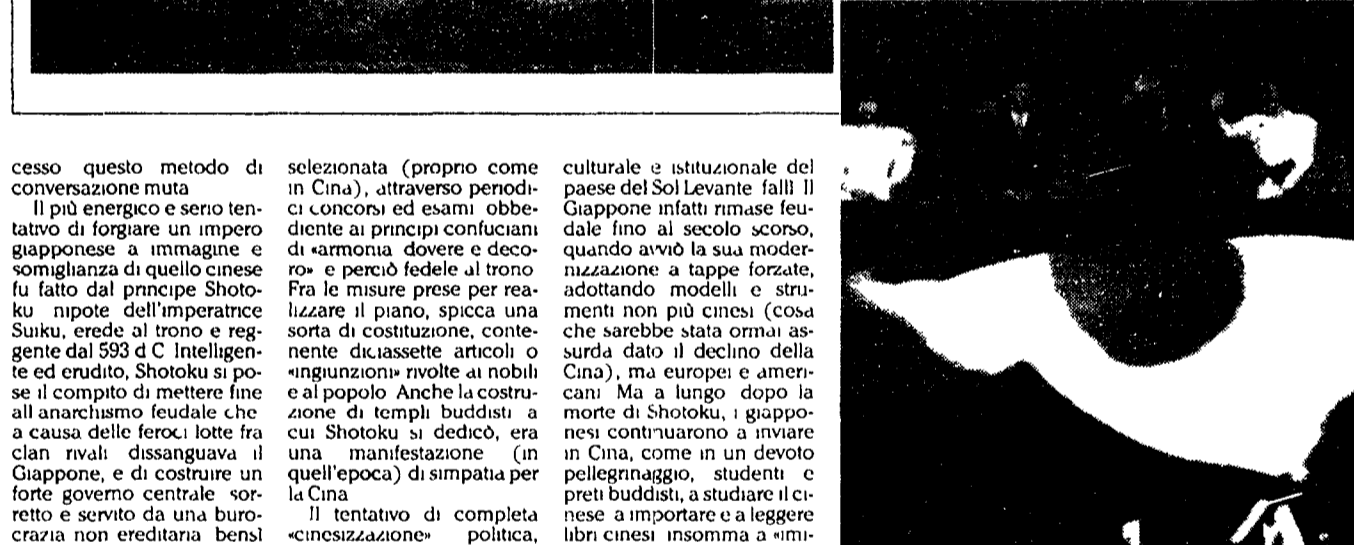 cesso questo metodo di
conversazione muta
Il più energico e serio ten-
tativo di forgiare un impero
giapponese a immagine e
somiglianza di quello cinese
fu fatto dal principe Shoto-
ku nipote dell'imperatrice
Suiku, erede al trono e reg-
gente dal 593 d C Intelligen-
te ed erudito, Shotoku si po-
se il compito di mettere fine
all anarchismo feudale che
a causa delle feroci lotte fra
clan rivali dissanguava il
Giappone, e di costruire un
forte governo centrale sor-
retto e servito da una buro-
crazia non ereditaria bensì
selezionata (proprio come
in Cina), attraverso periodi-
ci concorsi ed esami obbe-
diente ai principi confuciani
di «armonia dovere e deco-
ro» e perciò fedele al trono
Fra le misure prese per rea-
lizzare il piano, spicca una
sorta di costituzione, conte-
nente diciassette articoli o
«ingiunzioni» rivolte ai nobili
e al popolo Anche la costru-
zione di templi buddisti a
cui Shotoku si dedicò, era
una manifestazione (in
quell'epoca) di simpatia per
la Cina
Il tentativo di completa
«cinesizzazione» politica,
culturale e istituzionale del
paese del Sol Levante fallì Il
Giappone infatti rimase feu-
dale fino al secolo scorso,
quando avviò la sua moder-
nizzazione a tappe forzate,
adottando modelli e stru-
menti non più cinesi (cosa
che sarebbe stata ormai as-
surda dato il declino della
Cina), ma europei e ameri-
cani Ma a lungo dopo la
morte di Shotoku, i giappo-
nesi continuarono a inviare
in Cina, come in un devoto
pellegrinaggio, studenti e
preti buddisti, a studiare il ci-
nese a importare e a leggere
libri cinesi insomma a «imi-